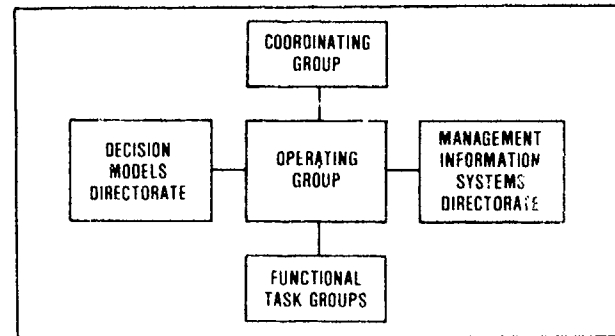 COORDINATING
GROUP
DECISION
MODELS
DIRECTORATE
OPERATING
GROUP
MANAGEMENT
INFORMATION
SYSTEMS
DIRECTORATE
FUNCTIONAL
TASK GROUPS